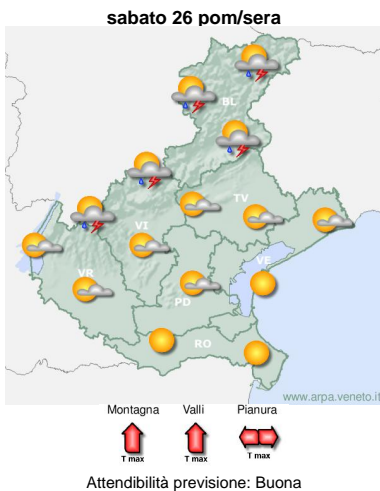 sabato 26 pom/sera
BL
TV
VI
VE
VR
PD
RO
www.arpa.veneto.it
Montagna Valli Pianura
T max T max T max
Attendibilità previsione: Buona